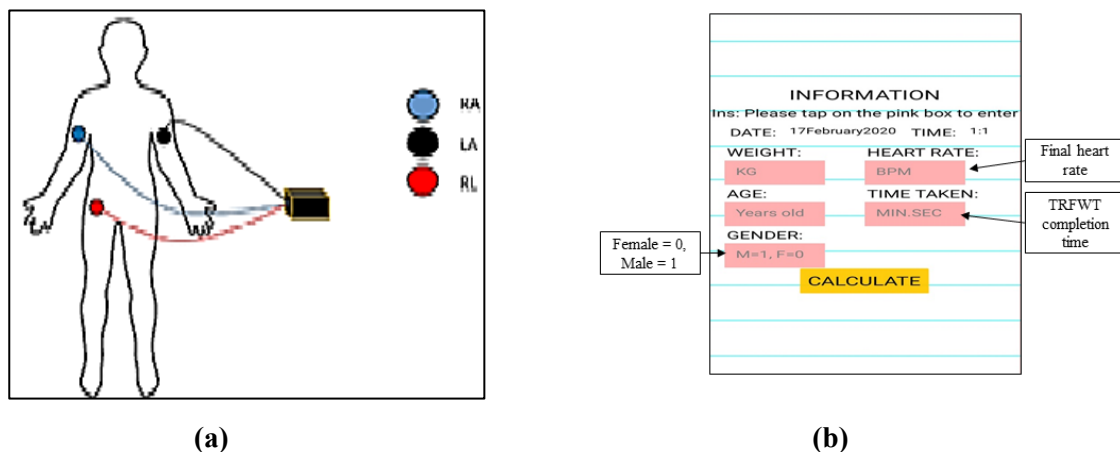 RA
LA
RL
(a)
INFORMATION
Ins: Please tap on the pink box to enter
DATE: 17February2020 TIME: 1:1
WEIGHT: HEART RATE:
KG BPM
AGE: TIME TAKEN:
Years old MIN.SEC
GENDER:
M=1, F=0
CALCULATE
Final heart
rate
TRFWT
completion
time
Female = 0,
Male = 1
(b)